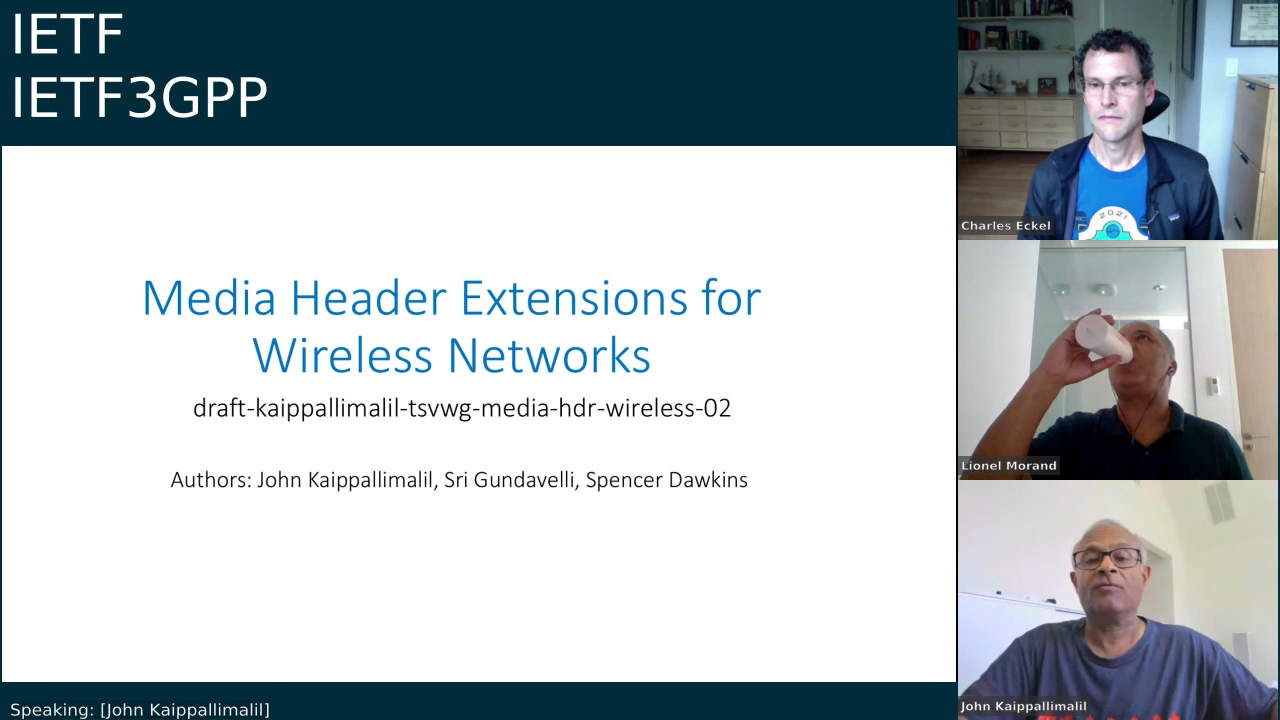 IETF
IETF3GPP
Media Header Extensions for
Wireless Networks
draft-kaippallimalil-tsvwg-media-hdr-wireless-02
Authors: John Kaippallimalil, Sri Gundavelli, Spencer Dawkins
Speaking: [John Kaippallimalil]
Charles Eckel
2021
Lionel Morand
John Kaippallimalil